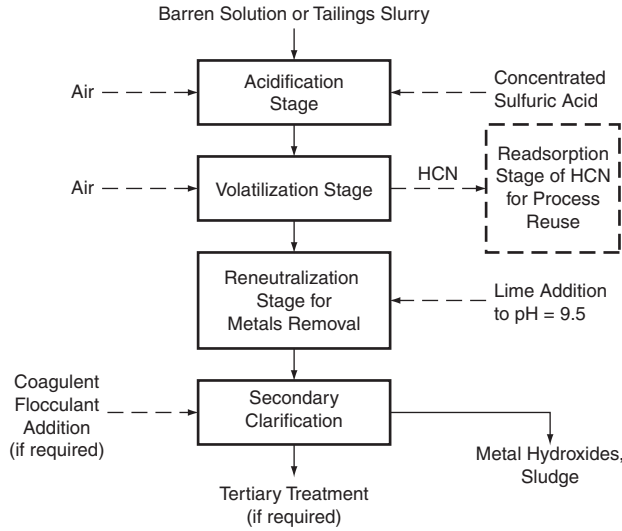 Barren Solution or Tailings Slurry
Air
Acidification
Stage
Concentrated
Sulfuric Acid
Air
Volatilization Stage
HCN
Readsorption
Stage of HCN
for Process
Reuse
Reneutralization
Stage for
Metals Removal
Lime Addition
to pH = 9.5
Coagulent
Flocculant
Addition
(if required)
Secondary
Clarification
Metal Hydroxides,
Sludge
Tertiary Treatment
(if required)